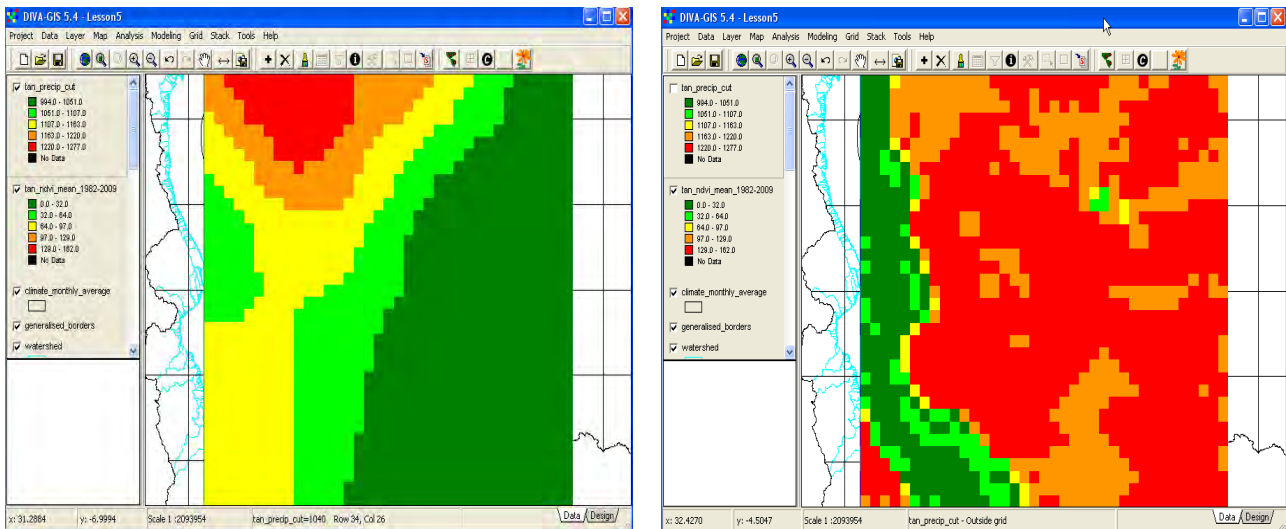 DIVA-GIS 5.4 - Lesson5
Project Data Layer Map Analysis Modeling Grid Stack Tools Help
tan_precip_cut
994.0 - 1051.0
1051.0 - 1107.0
1107.0 - 1163.0
1163.0 - 1220.0
1220.0 - 1277.0
No Data
tan_ndvi_mean_1982-2009
0.0 - 32.0
32.0 - 64.0
64.0 - 97.0
97.0 - 129.0
129.0 - 162.0
No Data
climate_monthly_average
generalised_borders
watershed
x: 31.2884 y: -6.9994 Scale 1 :2093954 tan_precip_cut=1040 Row 34, Col 26 Data Design
DIVA-GIS 5.4 - Lesson5
Project Data Layer Map Analysis Modeling Grid Stack Tools Help
tan_precip_cut
994.0 - 1051.0
1051.0 - 1107.0
1107.0 - 1163.0
1163.0 - 1220.0
1220.0 - 1277.0
No Data
tan_ndvi_mean_1982-2009
0.0 - 32.0
32.0 - 64.0
64.0 - 97.0
97.0 - 129.0
129.0 - 162.0
No Data
climate_monthly_average
generalised_borders
watershed
x: 32.4270 y: -4.5047 Scale 1 :2093954 tan_precip_cut - Outside grid Data Design